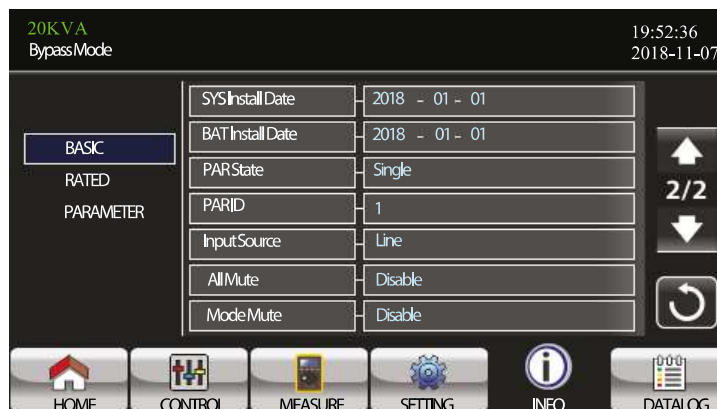 20KVA
Bypass Mode
19:52:36
2018-11-07
BASIC
RATED
PARAMETER
SYS Install Date 2018 - 01 - 01
BAT Install Date 2018 - 01 - 01
PAR State Single
PAR ID 1
Input Source Line
All Mute Disable
Mode Mute Disable
2/2
HOME CONTROL MEASURE SETTING INFO DATALOG